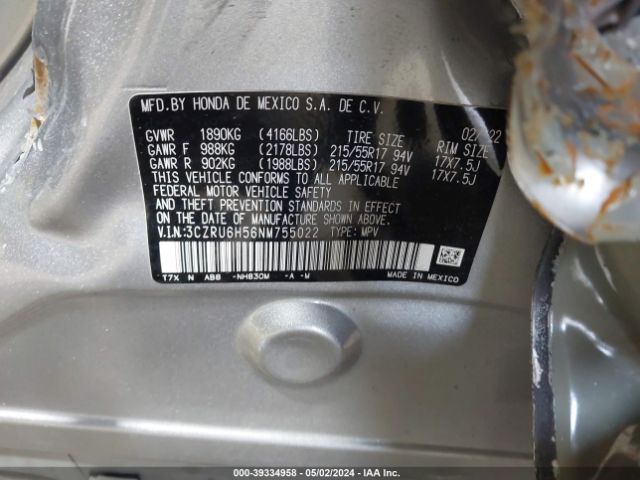 MFD. BY HONDA DE MEXICO S.A. DE C.V.
GVWR 1890KG (4166LBS) TIRE SIZE 02/22 RIM SIZE
GAWR F 988KG (2178LBS) 215/55R17 94V 17X7.5J
GAWR R 902KG (1988LBS) 215/55R17 94V 17X7.5J
THIS VEHICLE CONFORMS TO ALL APPLICABLE
FEDERAL MOTOR VEHICLE SAFETY
AND THEFT PREVENTION STANDARDS IN EFFECT
ON THE DATE OF MANUFACTURE SHOWN ABOVE.
V.I.N:3CZRU6H56NM755022 TYPE: MPV
T7X N ABB -NH830M -A -W MADE IN MEXICO
000-39334958 - 05/02/2024 - IAA Inc.